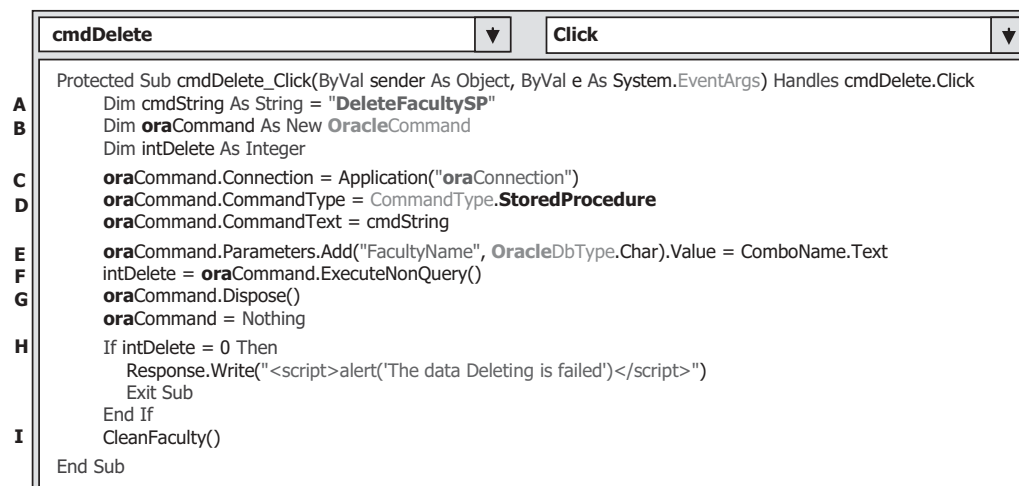 cmdDelete Click
Protected Sub cmdDelete_Click(ByVal sender As Object, ByVal e As System.EventArgs) Handles cmdDelete.Click
A Dim cmdString As String = "DeleteFacultySP"
B Dim oraCommand As New OracleCommand
Dim intDelete As Integer
C oraCommand.Connection = Application("oraConnection")
D oraCommand.CommandType = CommandType.StoredProcedure
oraCommand.CommandText = cmdString
E oraCommand.Parameters.Add("FacultyName", OracleDbType.Char).Value = ComboName.Text
F intDelete = oraCommand.ExecuteNonQuery()
G oraCommand.Dispose()
oraCommand = Nothing
H If intDelete = 0 Then
Response.Write("<script>alert('The data Deleting is failed')</script>")
Exit Sub
End If
I CleanFaculty()
End Sub